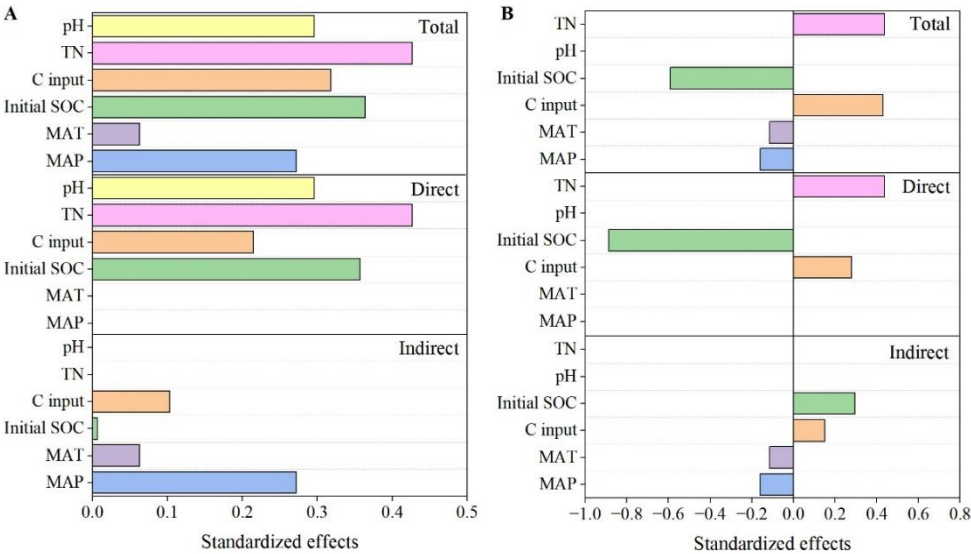 A
pH
Total
TN
C input
Initial SOC
MAT
MAP
pH
Direct
TN
C input
Initial SOC
MAT
MAP
pH
Indirect
TN
C input
Initial SOC
MAT
MAP
0.0 0.1 0.2 0.3 0.4 0.5
Standardized effects
B
TN
Total
pH
Initial SOC
C input
MAT
MAP
TN
Direct
pH
Initial SOC
C input
MAT
MAP
TN
Indirect
pH
Initial SOC
C input
MAT
MAP
−1.0 −0.8 −0.6 −0.4 −0.2 0.0 0.2 0.4 0.6 0.8
Standardized effects